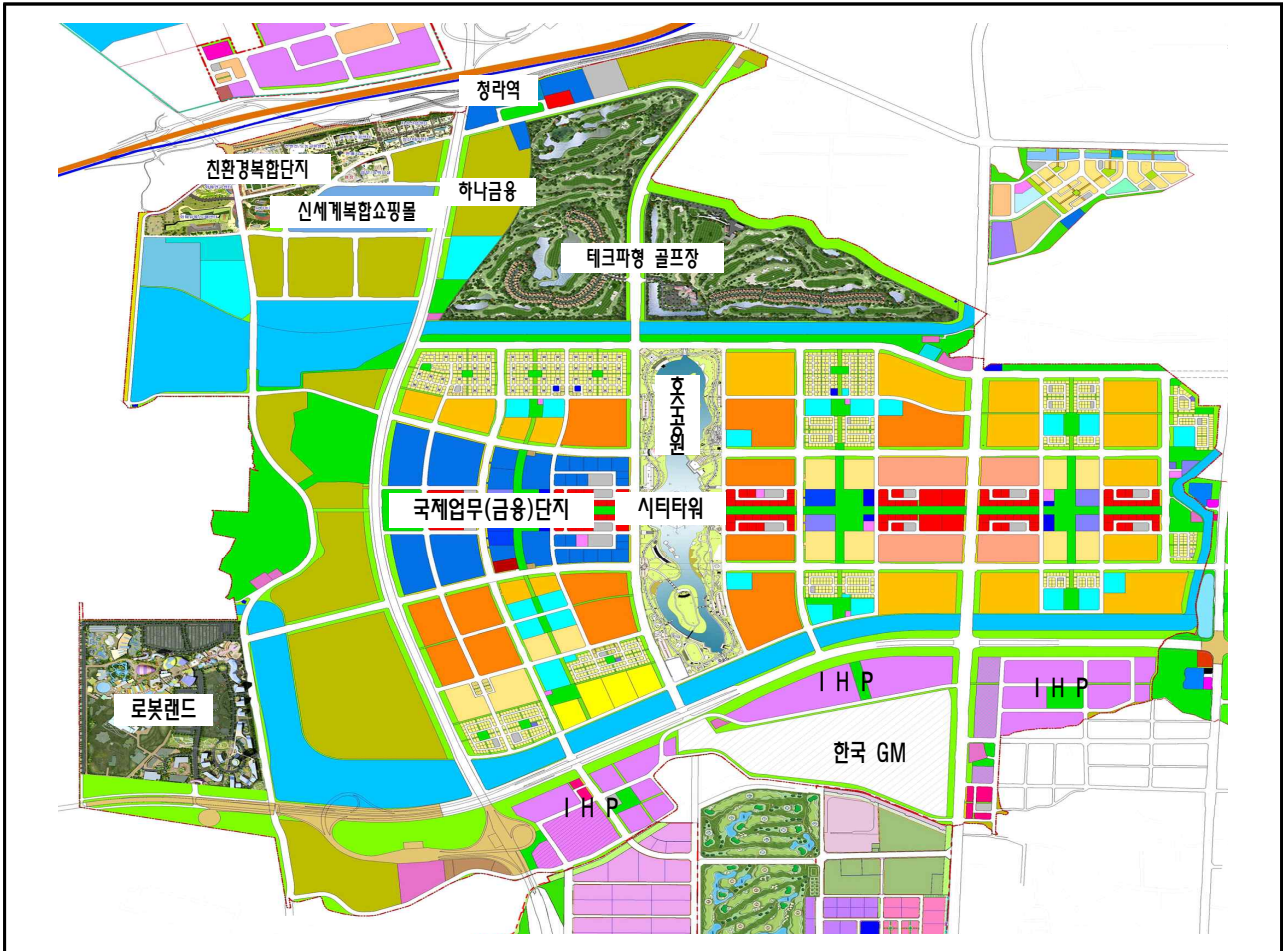 청라역
친환경복합단지
하나금융
신세계복합쇼핑몰
테크파형 골프장
호수공원
국제업무(금융)단지
시티타워
I H P
I H P
로봇랜드
한국 GM
I H P